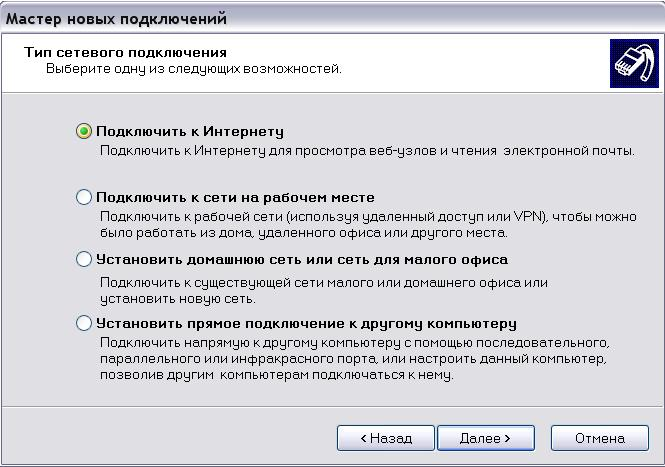 Мастер новых подключений
Тип сетевого подключения
Выберите одну из следующих возможностей.
Подключить к Интернету
Подключить к Интернету для просмотра веб-узлов и чтения электронной почты.
Подключить к сети на рабочем месте
Подключить к рабочей сети (используя удаленный доступ или VPN), чтобы можно
было работать из дома, удаленного офиса или другого места.
Установить домашнюю сеть или сеть для малого офиса
Подключить к существующей сети малого или домашнего офиса или
установить новую сеть.
Установить прямое подключение к другому компьютеру
Подключить напрямую к другому компьютеру с помощью последовательного,
параллельного или инфракрасного порта, или настроить данный компьютер,
позволив другим компьютерам подключаться к нему.
< Назад
Далее >
Отмена